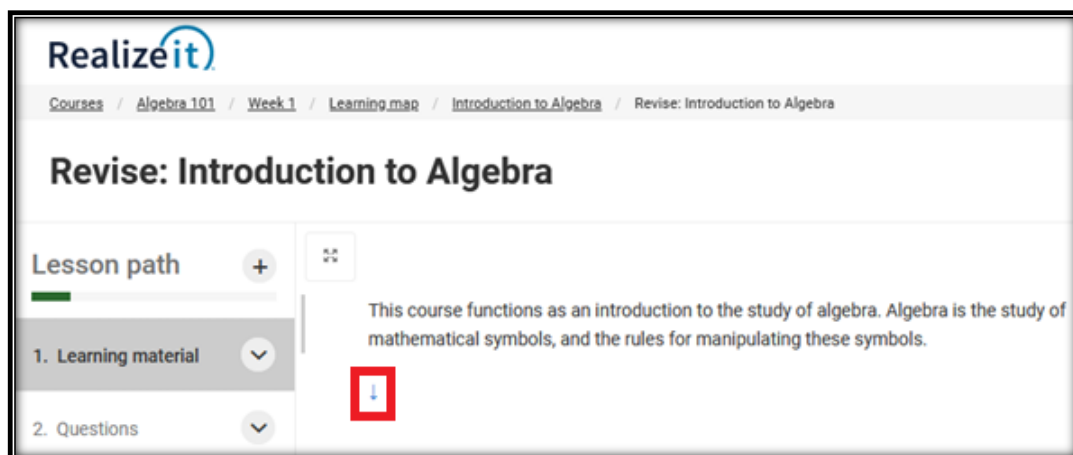 Realizeit
Courses / Algebra 101 / Week 1 / Learning map / Introduction to Algebra / Revise: Introduction to Algebra
Revise: Introduction to Algebra
Lesson path +
This course functions as an introduction to the study of algebra. Algebra is the study of
mathematical symbols, and the rules for manipulating these symbols.
1. Learning material
↓
2. Questions